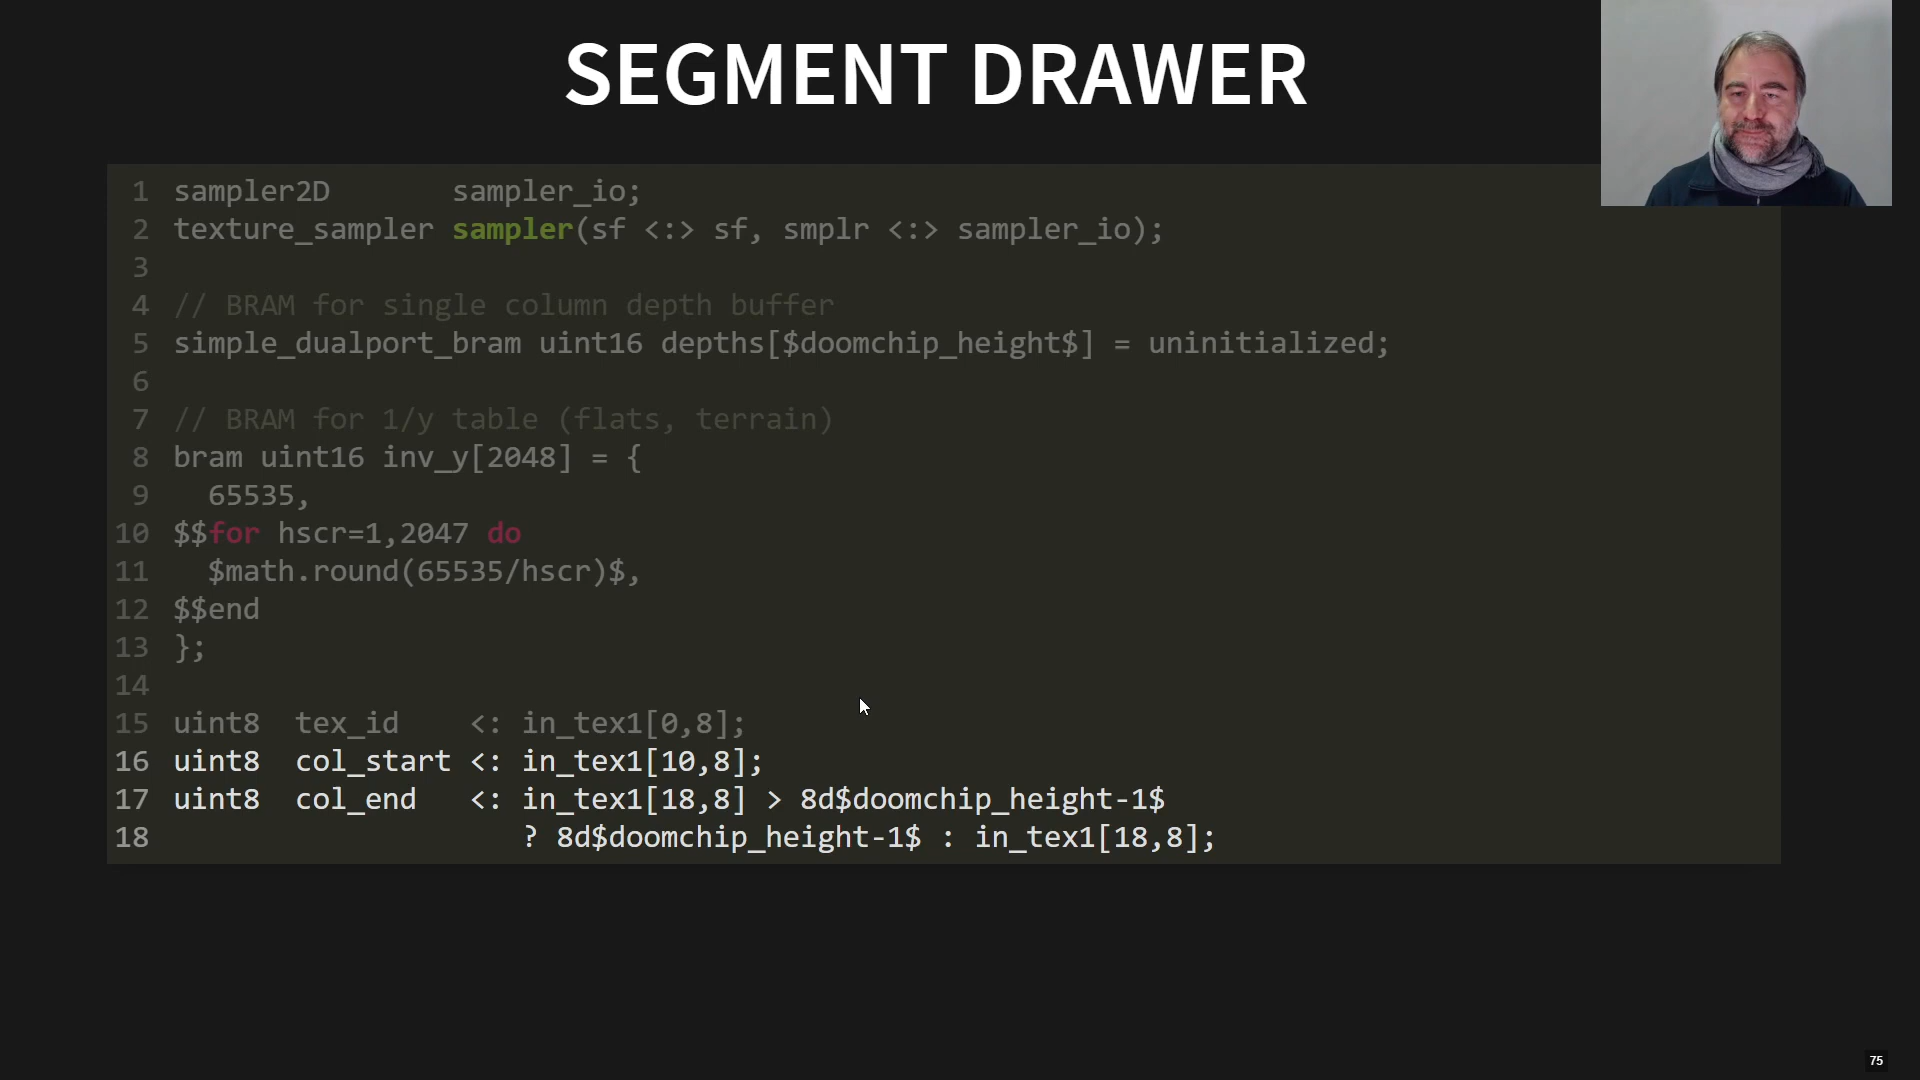 SEGMENT DRAWER
1 sampler2D       sampler_io;
2 texture_sampler sampler(sf <:> sf, smplr <:> sampler_io);
3
4 // BRAM for single column depth buffer
5 simple_dualport_bram uint16 depths[$doomchip_height$] = uninitialized;
6
7 // BRAM for 1/y table (flats, terrain)
8 bram uint16 inv_y[2048] = {
9   65535,
10 $$for hscr=1,2047 do
11   $math.round(65535/hscr)$,
12 $$end
13 };
14
15 uint8  tex_id    <: in_tex1[0,8];
16 uint8  col_start <: in_tex1[10,8];
17 uint8  col_end   <: in_tex1[18,8] > 8d$doomchip_height-1$
18                     ? 8d$doomchip_height-1$ : in_tex1[18,8];
75